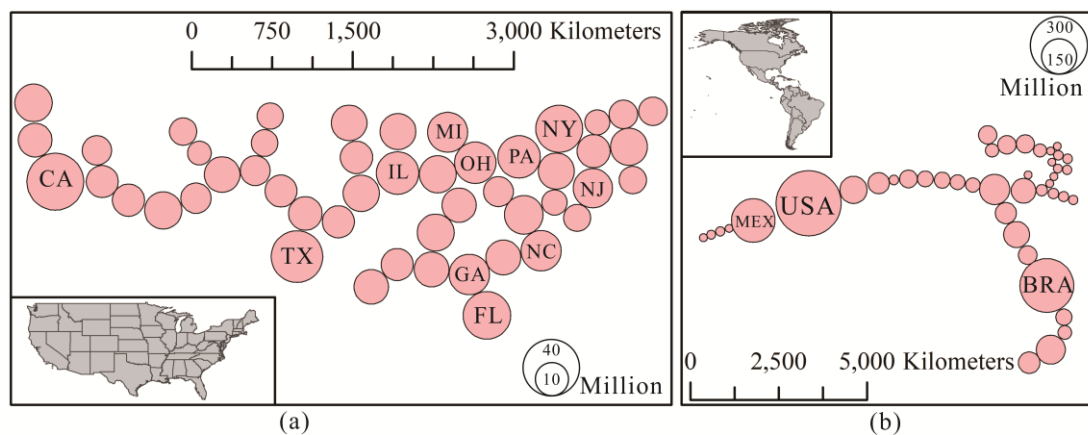 0 750 1,500 3,000 Kilometers
CA
TX
IL
MI
OH
PA
NY
NJ
NC
GA
FL
40
10
Million
(a)
300
150
Million
MEX
USA
BRA
0 2,500 5,000 Kilometers
(b)